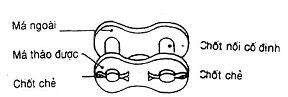 Má ngoài
Chốt nối cố định
Má tháo được
Chốt chẻ
Chốt chẻ